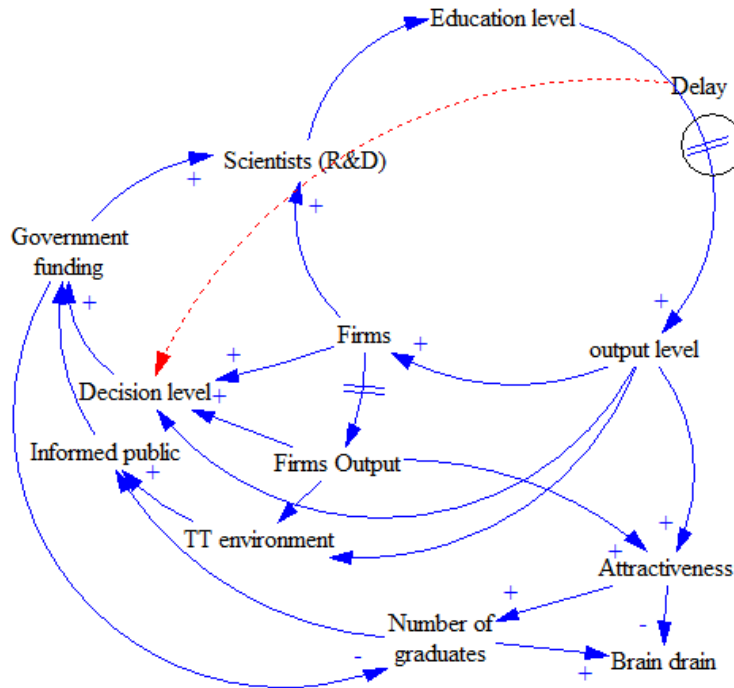 Education level
Delay
Scientists (R&D)
+
+
Government
funding
+
+
Firms
+
+
output level
+
Decision level
+
Informed public
+
Firms Output
TT environment
+
+
Attractiveness
+
-
Number of
graduates
-
+
Brain drain